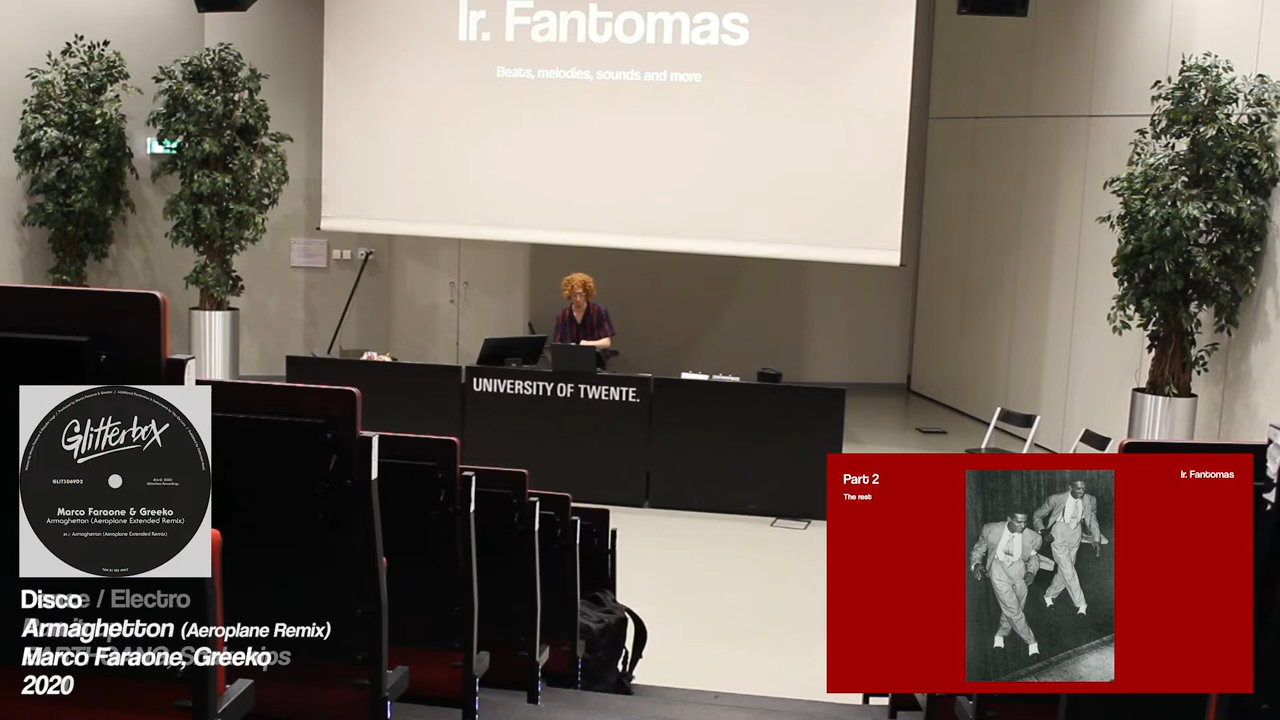 Ir. Fantomas
Beats, melodies, sounds and more
UNIVERSITY OF TWENTE.
Glitterbox
Marco Faraone & Greeko
Armaghetton (Aeroplane Extended Remix)
Part 2
The rest
Ir. Fantomas
Disco
/ Electro
Armaghetton (Aeroplane Remix)
Marco Faraone, Greeko
2020